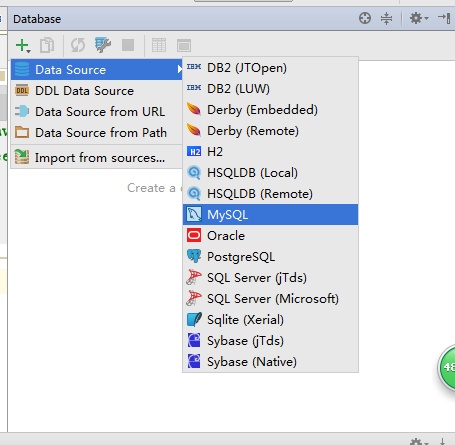 Database
Data Source
DDL Data Source
Data Source from URL
Data Source from Path
Import from sources...
Create a
IBM DB2 (JTOpen)
IBM DB2 (LUW)
Derby (Embedded)
Derby (Remote)
H2 H2
HSQLDB (Local)
HSQLDB (Remote)
MySQL
Oracle
PostgreSQL
SQL Server (jTds)
SQL Server (Microsoft)
Sqlite (Xerial)
Sybase (jTds)
Sybase (Native)
48